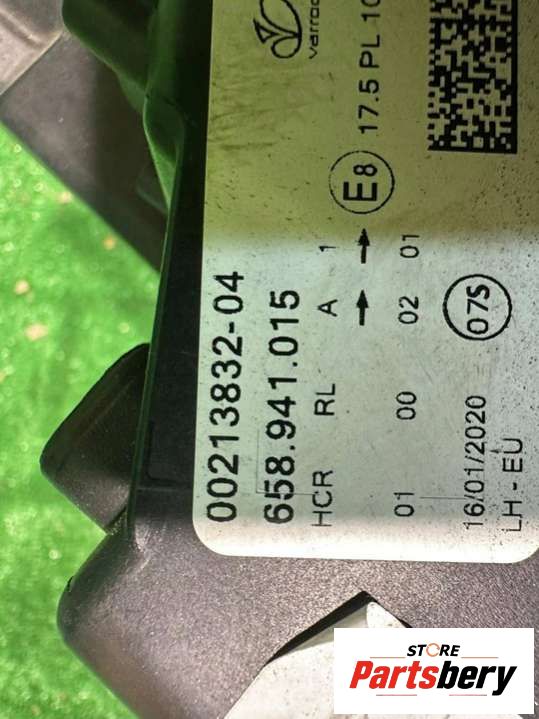 varroc
00213832-04
658.941.015
HCR RL A 1
E8 17.5 PL 10
01 00 02 01
16/01/2020 07S
LH - EU
STORE
Partsbery